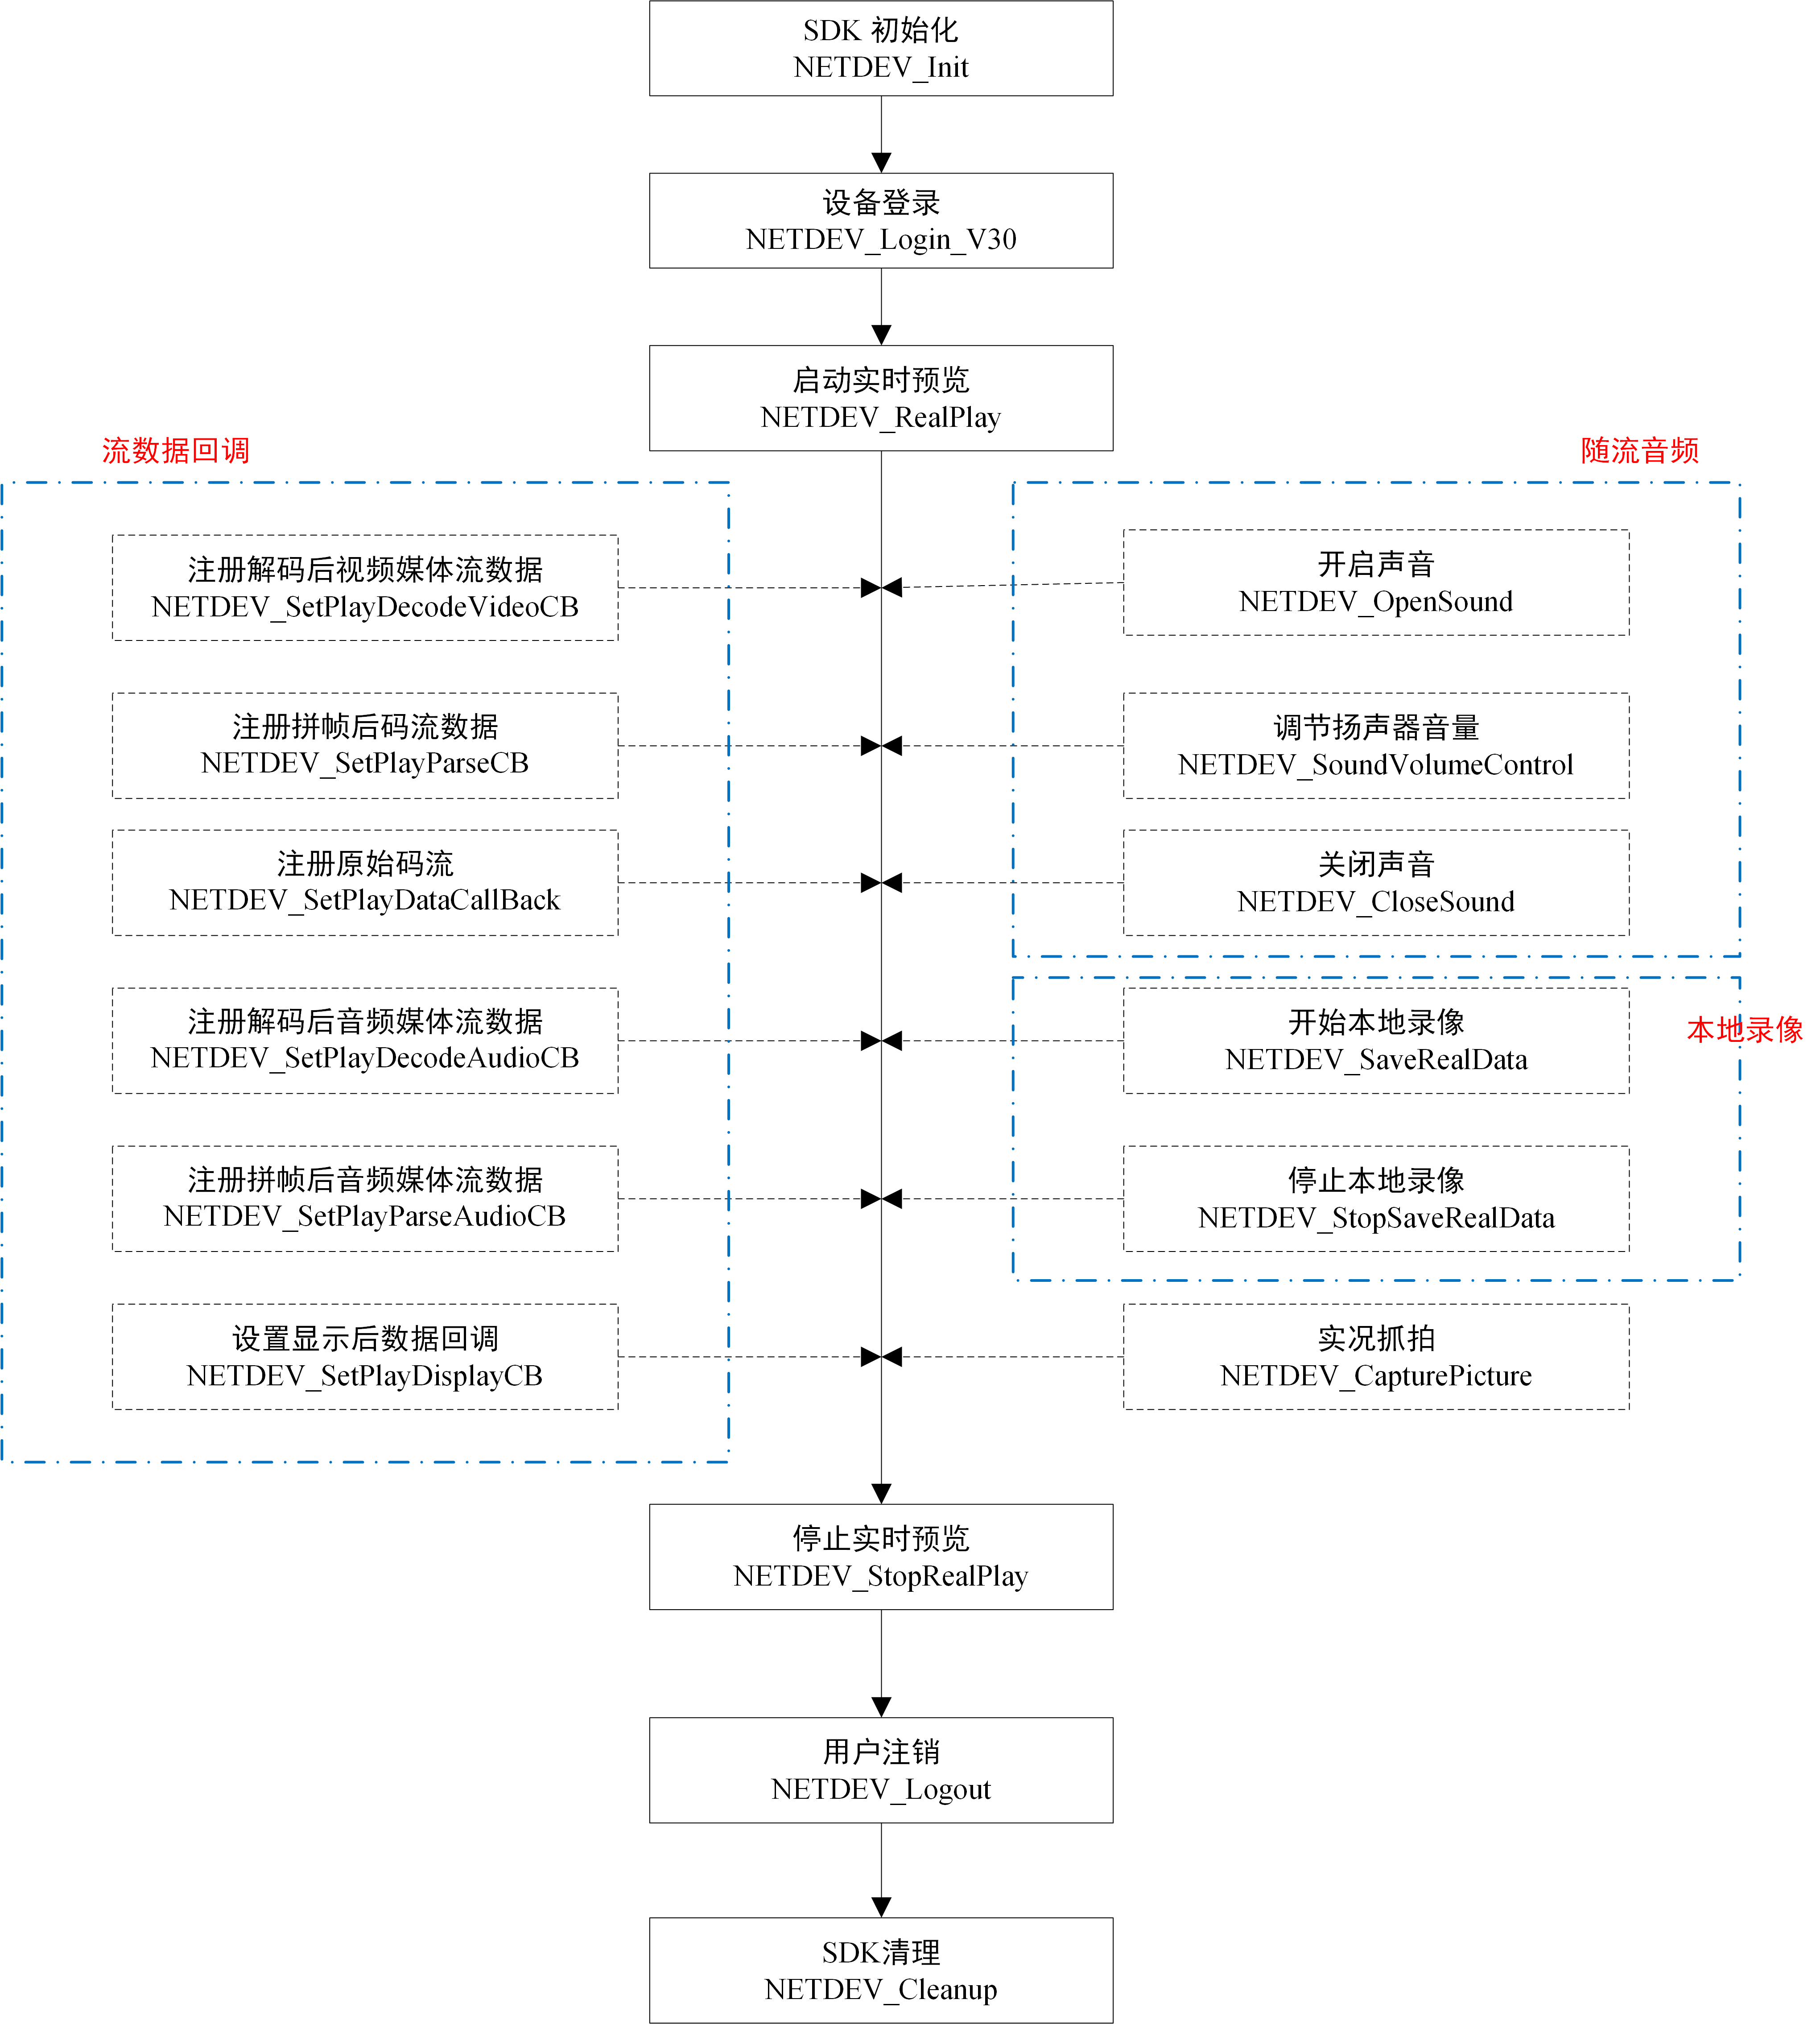 SDK 初始化
NETDEV_Init
设备登录
NETDEV_Login_V30
启动实时预览
NETDEV_RealPlay
流数据回调
注册解码后视频媒体流数据
NETDEV_SetPlayDecodeVideoCB
注册拼帧后码流数据
NETDEV_SetPlayParseCB
注册原始码流
NETDEV_SetPlayDataCallBack
注册解码后音频媒体流数据
NETDEV_SetPlayDecodeAudioCB
注册拼帧后音频媒体流数据
NETDEV_SetPlayParseAudioCB
设置显示后数据回调
NETDEV_SetPlayDisplayCB
随流音频
开启声音
NETDEV_OpenSound
调节扬声器音量
NETDEV_SoundVolumeControl
关闭声音
NETDEV_CloseSound
本地录像
开始本地录像
NETDEV_SaveRealData
停止本地录像
NETDEV_StopSaveRealData
实况抓拍
NETDEV_CapturePicture
停止实时预览
NETDEV_StopRealPlay
用户注销
NETDEV_Logout
SDK清理
NETDEV_Cleanup